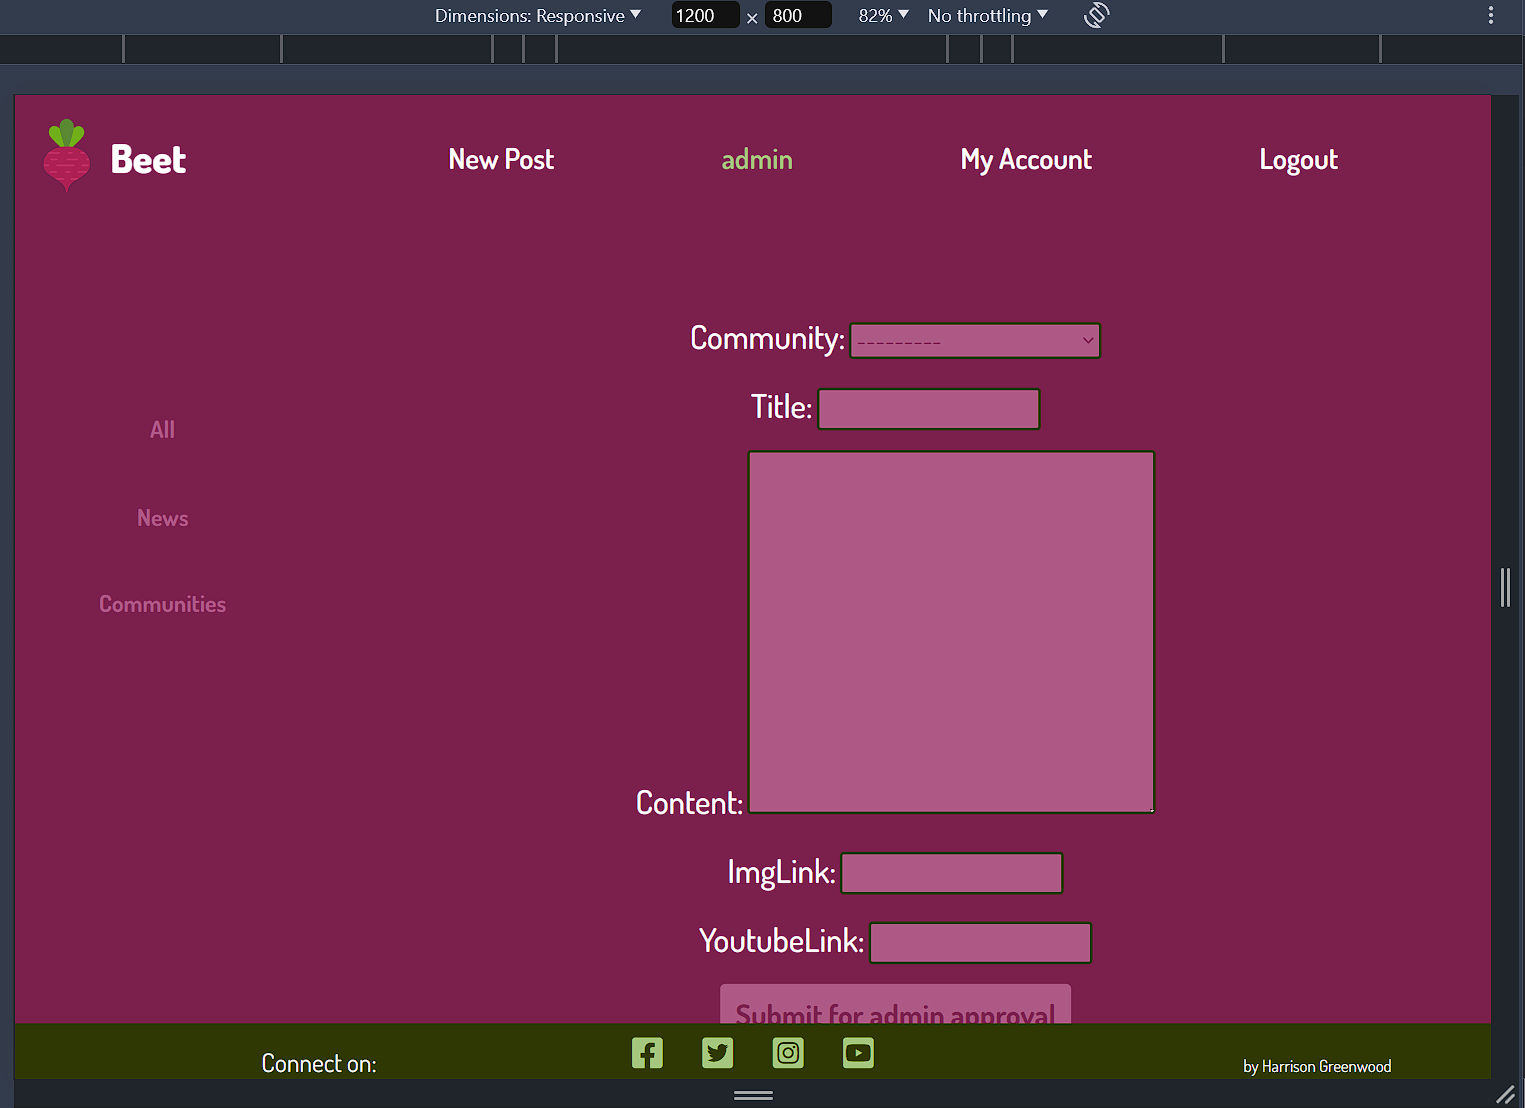 Dimensions: Responsive 1200 × 800 82% No throttling
Beet New Post admin My Account Logout
Community: ---------
Title:
All
News
Communities
Content:
ImgLink:
YoutubeLink:
Submit for admin approval
Connect on: by Harrison Greenwood